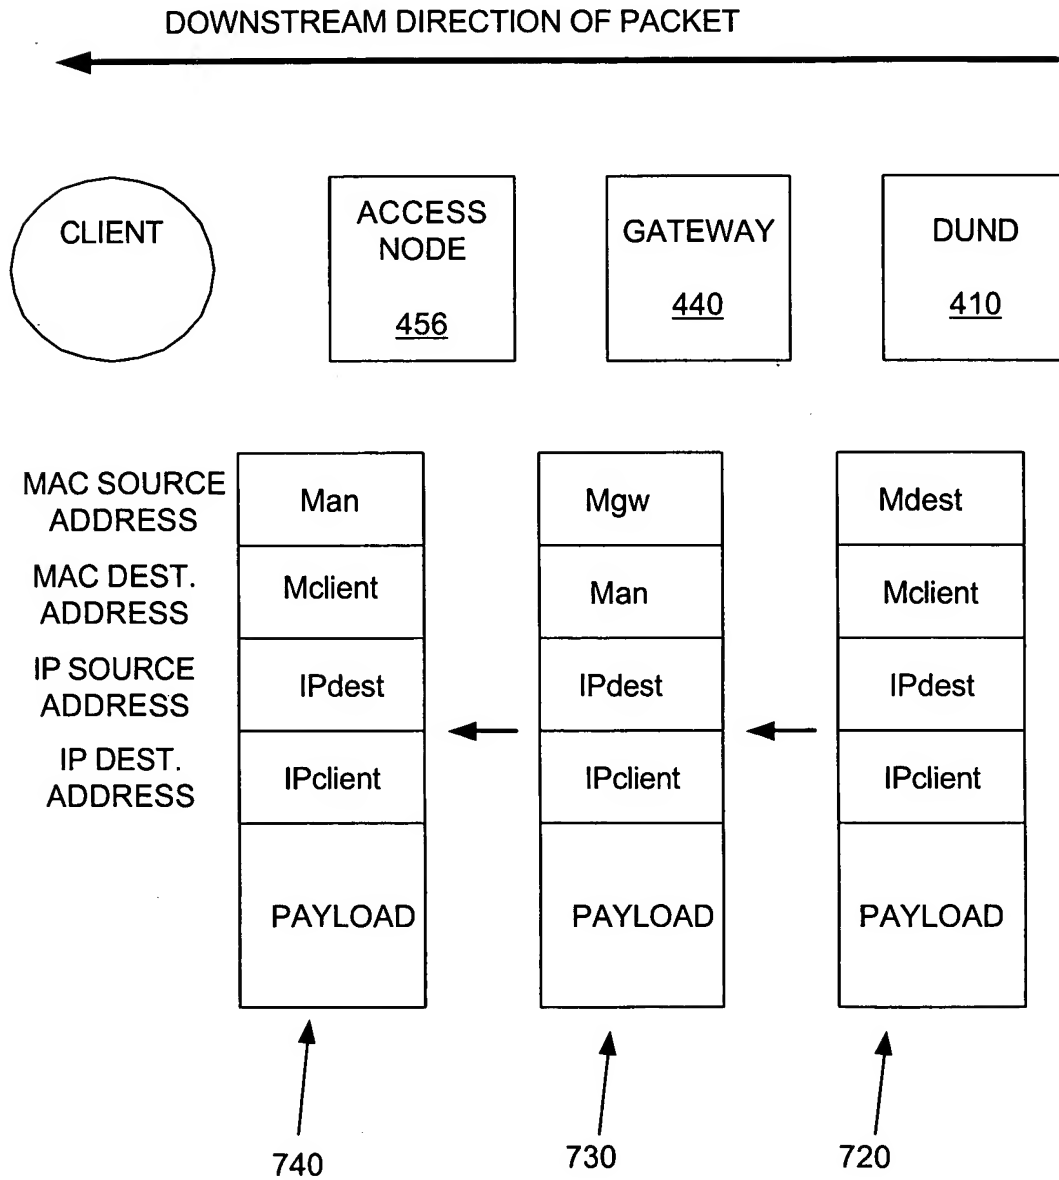 DOWNSTREAM DIRECTION OF PACKET
CLIENT
ACCESS
NODE
456
GATEWAY
440
DUND
410
MAC SOURCE
ADDRESS
Man
Mgw
Mdest
MAC DEST.
ADDRESS
Mclient
Man
Mclient
IP SOURCE
ADDRESS
IPdest
IPdest
IPdest
IP DEST.
ADDRESS
IPclient
IPclient
IPclient
PAYLOAD
PAYLOAD
PAYLOAD
740
730
720